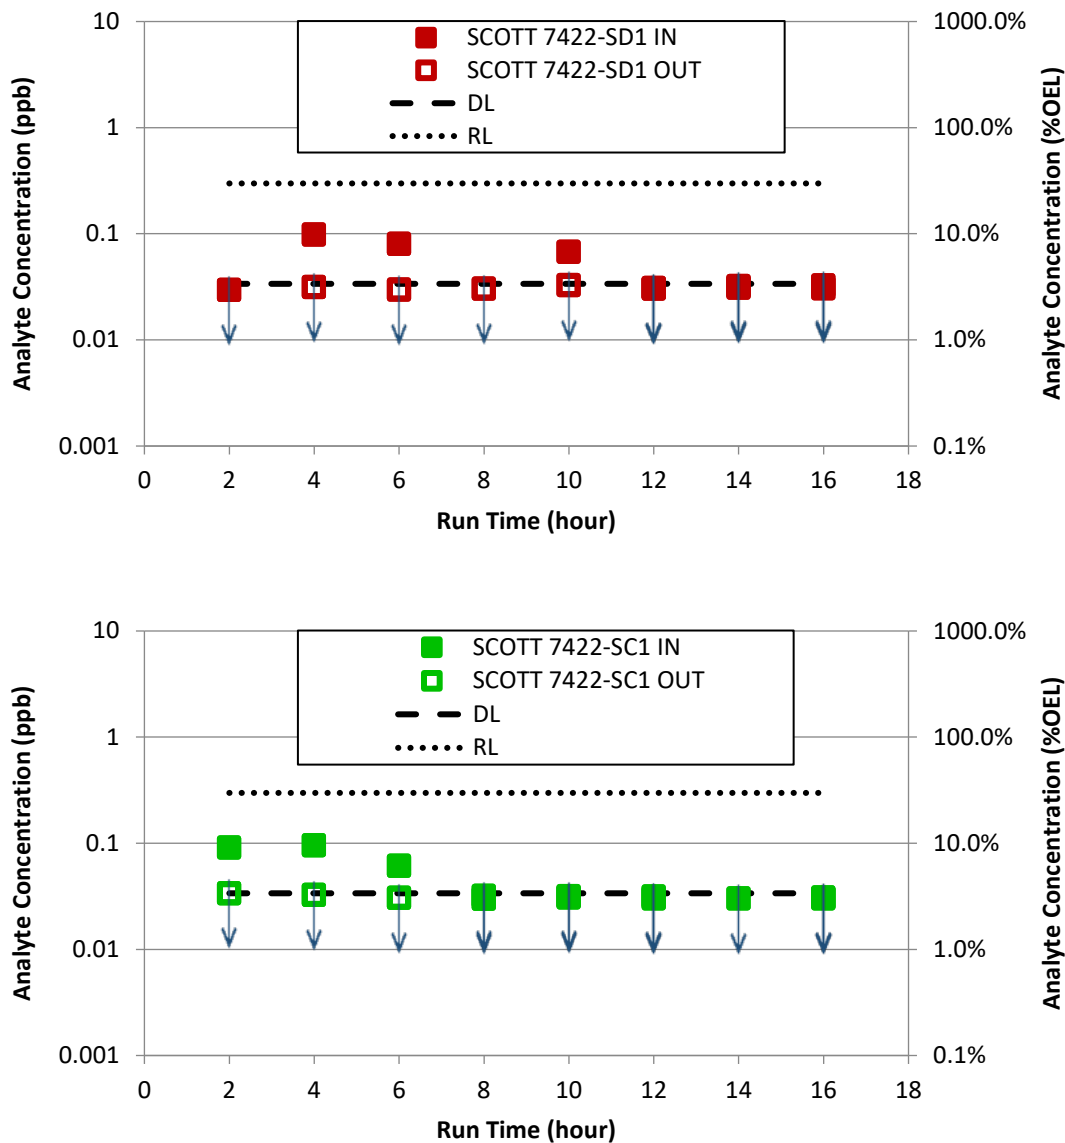 10
1
0.1
0.01
0.001
Analyte Concentration (ppb)
SCOTT 7422-SD1 IN
SCOTT 7422-SD1 OUT
DL
RL
1000.0%
100.0%
10.0%
1.0%
0.1%
Analyte Concentration (%OEL)
0 2 4 6 8 10 12 14 16 18
Run Time (hour)
10
1
0.1
0.01
0.001
Analyte Concentration (ppb)
SCOTT 7422-SC1 IN
SCOTT 7422-SC1 OUT
DL
RL
1000.0%
100.0%
10.0%
1.0%
0.1%
Analyte Concentration (%OEL)
0 2 4 6 8 10 12 14 16 18
Run Time (hour)